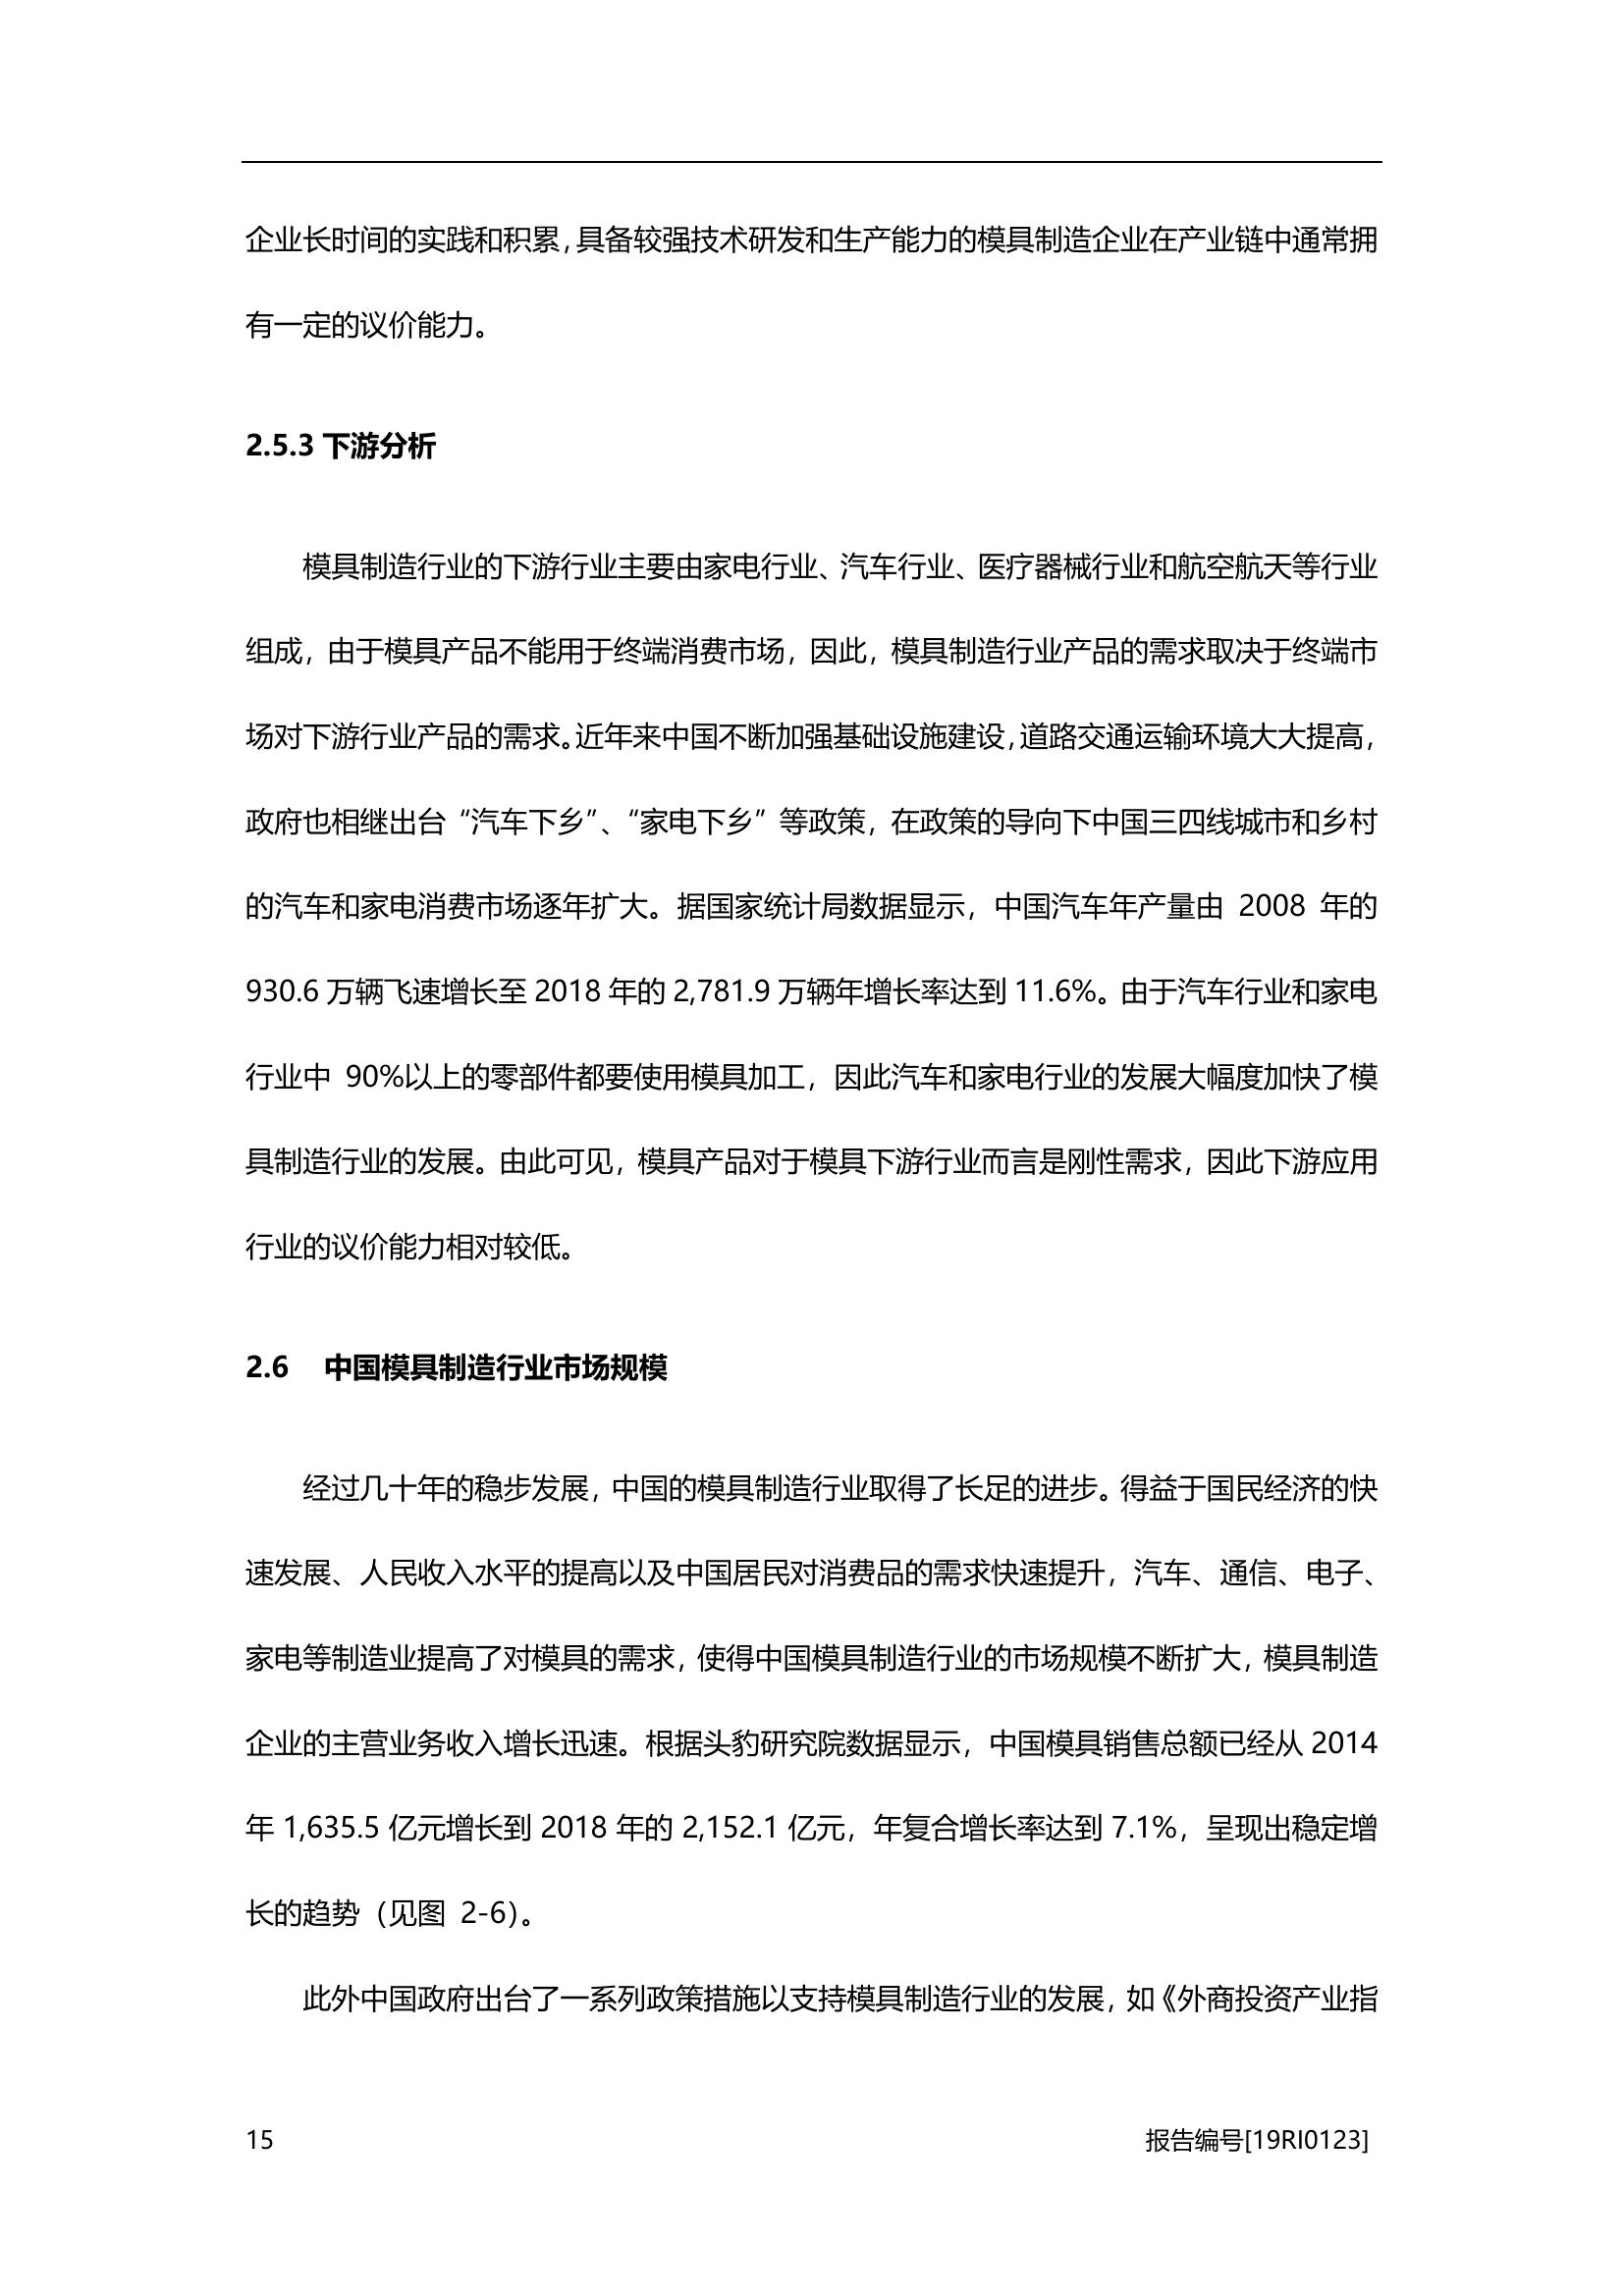 企业长时间的实践和积累，具备较强技术研发和生产能力的模具制造企业在产业链中通常拥
有一定的议价能力。
2.5.3 下游分析
模具制造行业的下游行业主要由家电行业、汽车行业、医疗器械行业和航空航天等行业
组成，由于模具产品不能用于终端消费市场，因此，模具制造行业产品的需求取决于终端市
场对下游行业产品的需求。近年来中国不断加强基础设施建设，道路交通运输环境大大提高，
政府也相继出台“汽车下乡”、“家电下乡”等政策，在政策的导向下中国三四线城市和乡村
的汽车和家电消费市场逐年扩大。据国家统计局数据显示，中国汽车年产量由 2008 年的
930.6 万辆飞速增长至 2018 年的 2,781.9 万辆年增长率达到 11.6%。由于汽车行业和家电
行业中 90%以上的零部件都要使用模具加工，因此汽车和家电行业的发展大幅度加快了模
具制造行业的发展。由此可见，模具产品对于模具下游行业而言是刚性需求，因此下游应用
行业的议价能力相对较低。
2.6 中国模具制造行业市场规模
经过几十年的稳步发展，中国的模具制造行业取得了长足的进步。得益于国民经济的快
速发展、人民收入水平的提高以及中国居民对消费品的需求快速提升，汽车、通信、电子、
家电等制造业提高了对模具的需求，使得中国模具制造行业的市场规模不断扩大，模具制造
企业的主营业务收入增长迅速。根据头豹研究院数据显示，中国模具销售总额已经从 2014
年 1,635.5 亿元增长到 2018 年的 2,152.1 亿元，年复合增长率达到 7.1%，呈现出稳定增
长的趋势（见图 2-6）。
此外中国政府出台了一系列政策措施以支持模具制造行业的发展，如《外商投资产业指
15 报告编号[19RI0123]